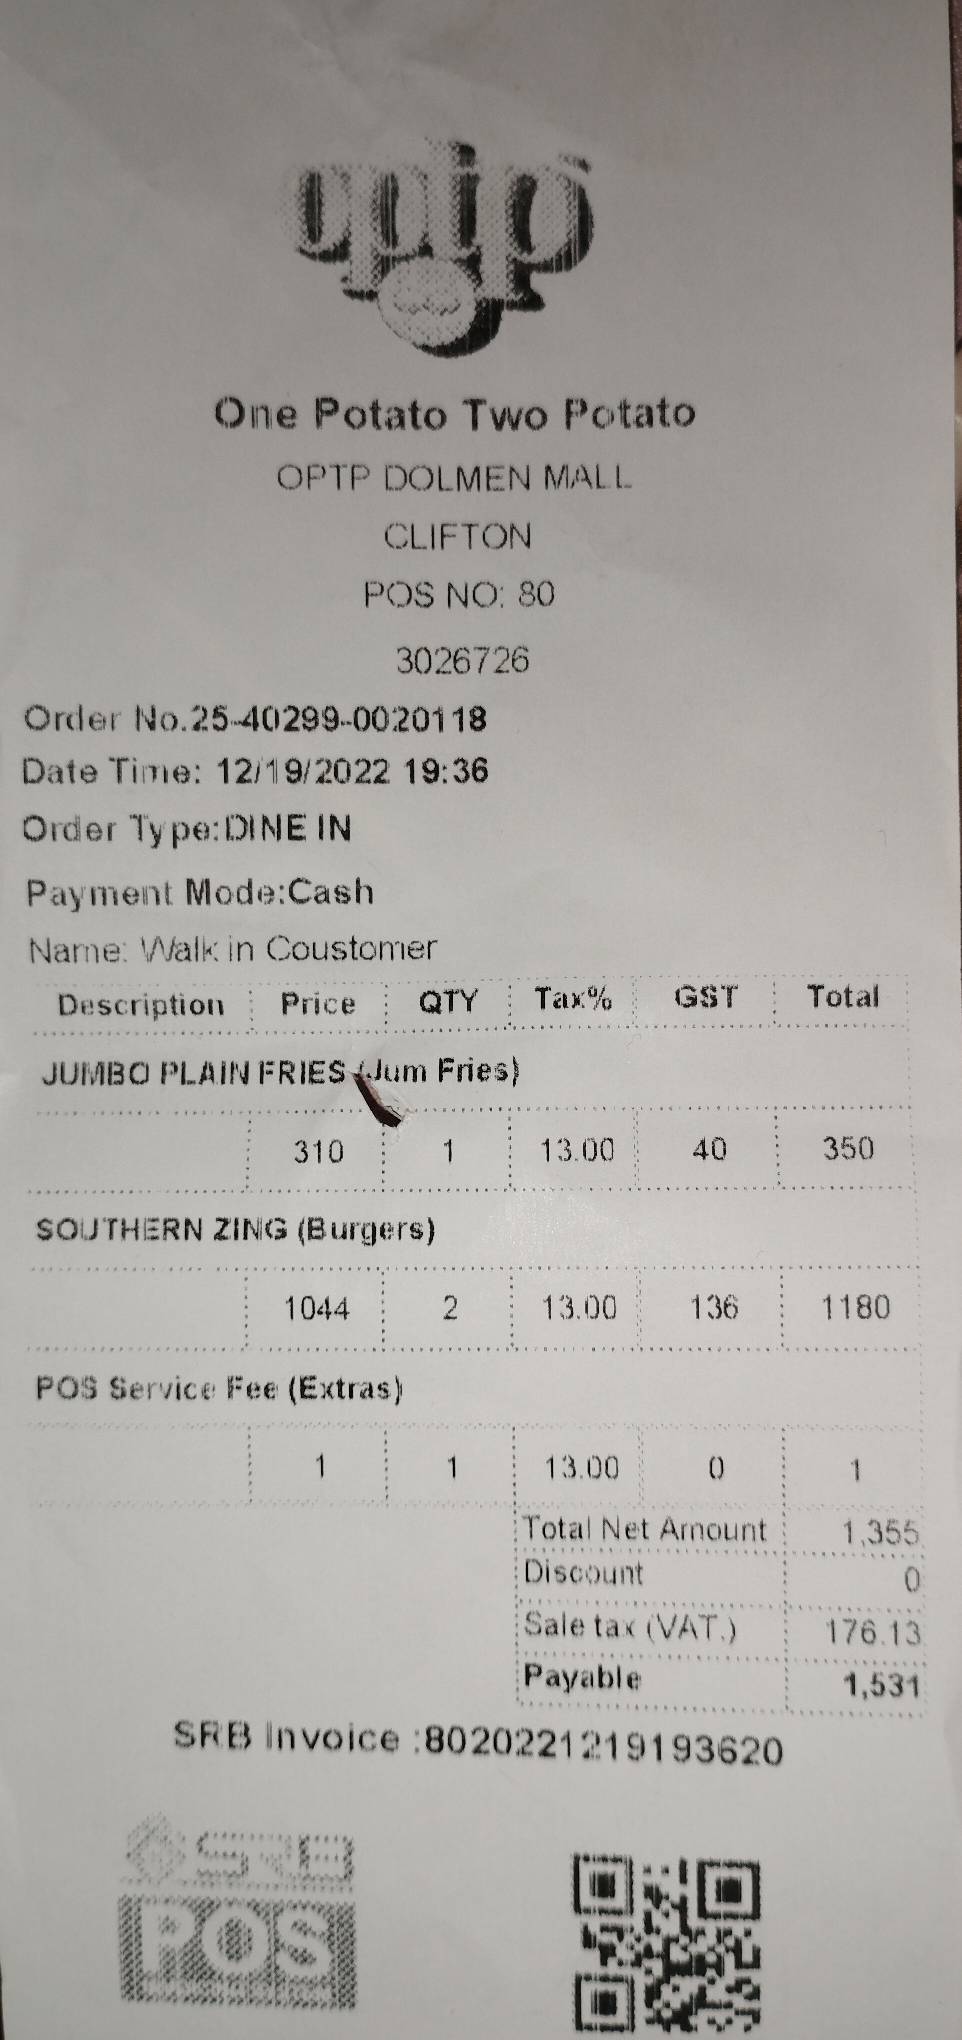 optp
One Potato Two Potato
OPTP DOLMEN MALL
CLIFTON
POS NO: 80
3026726
Order No.25-40299-0020118
Date Time: 12/19/2022 19:36
Order Type:DINE IN
Payment Mode:Cash
Name: Walk in Coustomer
Description Price QTY Tax% GST Total
JUMBO PLAIN FRIES (Jum Fries)
310 1 13.00 40 350
SOUTHERN ZING (Burgers)
1044 2 13.00 136 1180
POS Service Fee (Extras)
1 1 13.00 0 1
Total Net Amount 1,355
Discount 0
Sale tax (VAT.) 176.13
Payable 1,531
SRB Invoice :8020221219193620
SRB
POS